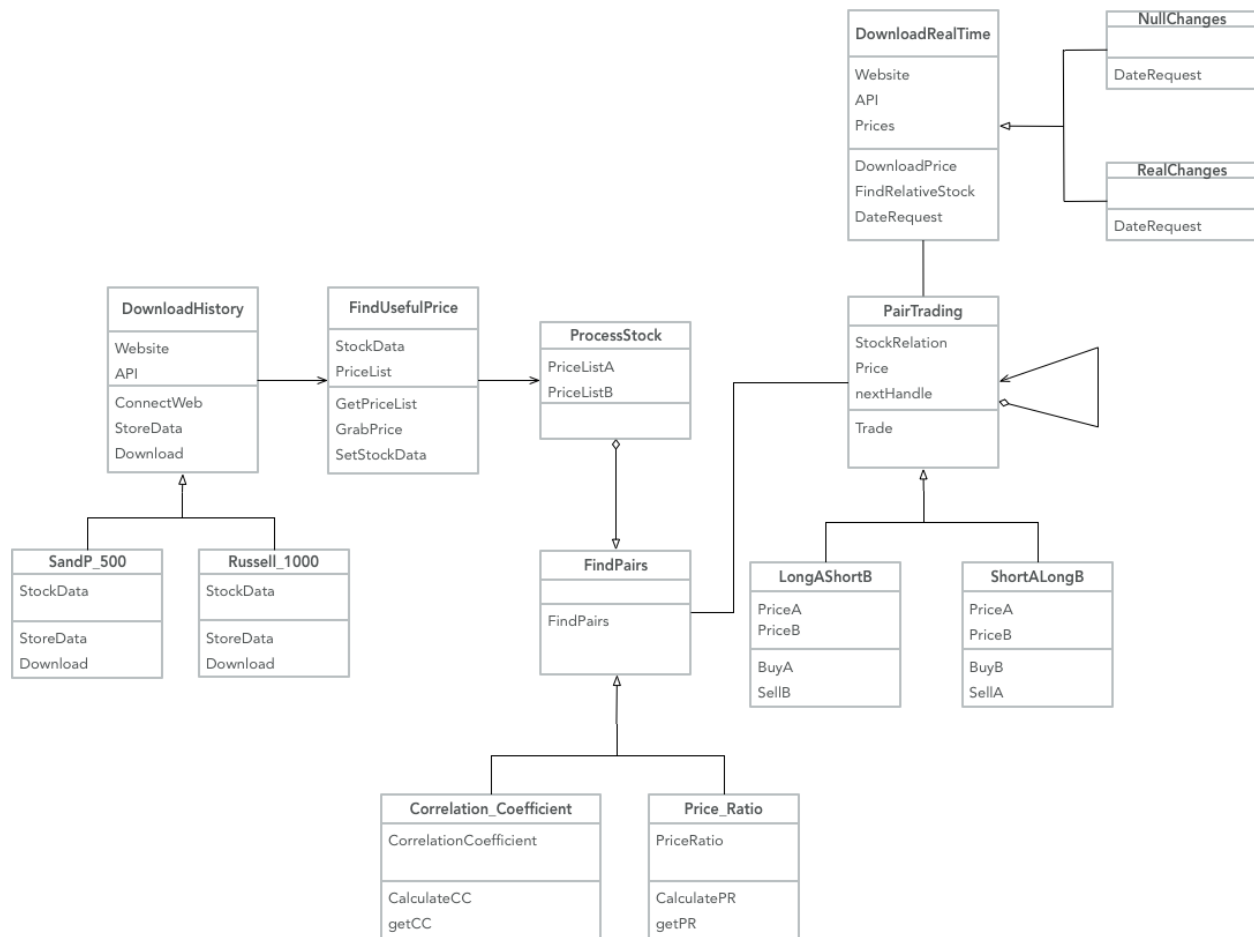 DownloadRealTime
Website
API
Prices
DownloadPrice
FindRelativeStock
DateRequest
NullChanges
DateRequest
RealChanges
DateRequest
DownloadHistory
Website
API
ConnectWeb
StoreData
Download
FindUsefulPrice
StockData
PriceList
GetPriceList
GrabPrice
SetStockData
ProcessStock
PriceListA
PriceListB
PairTrading
StockRelation
Price
nextHandle
Trade
SandP_500
StockData
StoreData
Download
Russell_1000
StockData
StoreData
Download
FindPairs
FindPairs
LongAShortB
PriceA
PriceB
BuyA
SellB
ShortALongB
PriceA
PriceB
BuyB
SellA
Correlation_Coefficient
CorrelationCoefficient
CalculateCC
getCC
Price_Ratio
PriceRatio
CalculatePR
getPR